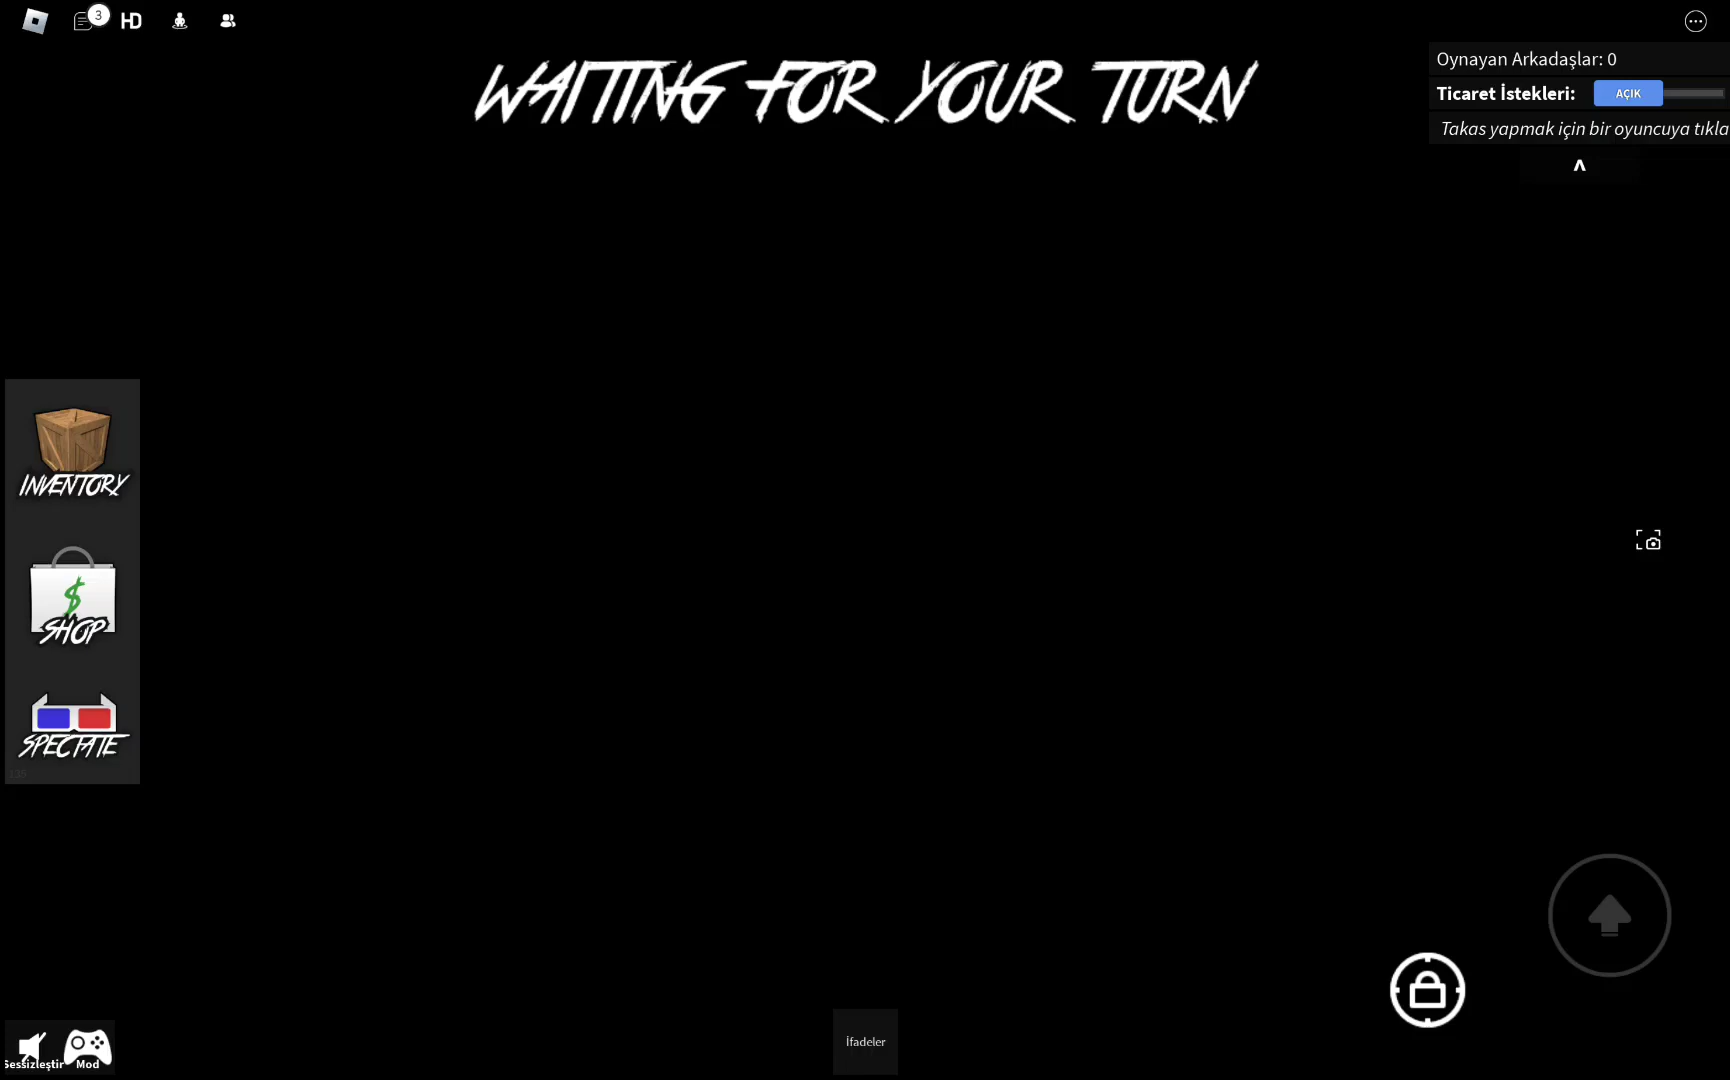 3
HD
WAITING FOR YOUR TURN
Oynayan Arkadaşlar: 0
Ticaret İstekleri:
AÇIK
Takas yapmak için bir oyuncuya tıkla
INVENTORY
$
SHOP
SPECTATE
Sessizleştir
Mod
İfadeler